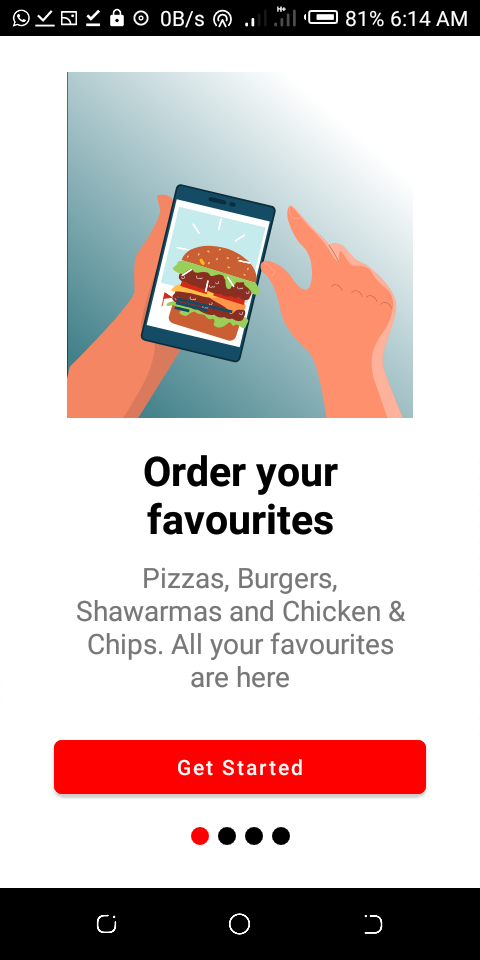 0B/s H+ 81% 6:14 AM
Order your
favourites
Pizzas, Burgers,
Shawarmas and Chicken &
Chips. All your favourites
are here
Get Started